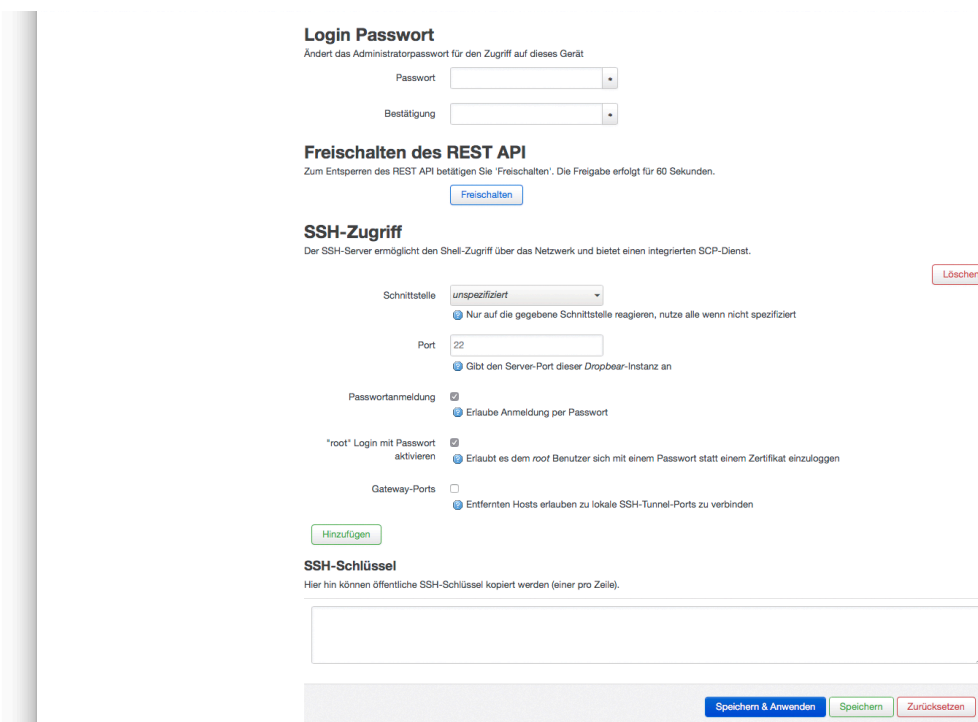 Login Passwort
Ändert das Administratorpasswort für den Zugriff auf dieses Gerät
Passwort
Bestätigung
Freischalten des REST API
Zum Entsperren des REST API betätigen Sie 'Freischalten'. Die Freigabe erfolgt für 60 Sekunden.
Freischalten
SSH-Zugriff
Der SSH-Server ermöglicht den Shell-Zugriff über das Netzwerk und bietet einen integrierten SCP-Dienst.
Löschen
Schnittstelle unspezifiziert
Nur auf die gegebene Schnittstelle reagieren, nutze alle wenn nicht spezifiziert
Port 22
Gibt den Server-Port dieser Dropbear-Instanz an
Passwortanmeldung
Erlaube Anmeldung per Passwort
"root" Login mit Passwort
aktivieren
Erlaubt es dem root Benutzer sich mit einem Passwort statt einem Zertifikat einzuloggen
Gateway-Ports
Entfernten Hosts erlauben zu lokale SSH-Tunnel-Ports zu verbinden
Hinzufügen
SSH-Schlüssel
Hier hin können öffentliche SSH-Schlüssel kopiert werden (einer pro Zeile).
Speichern & Anwenden Speichern Zurücksetzen